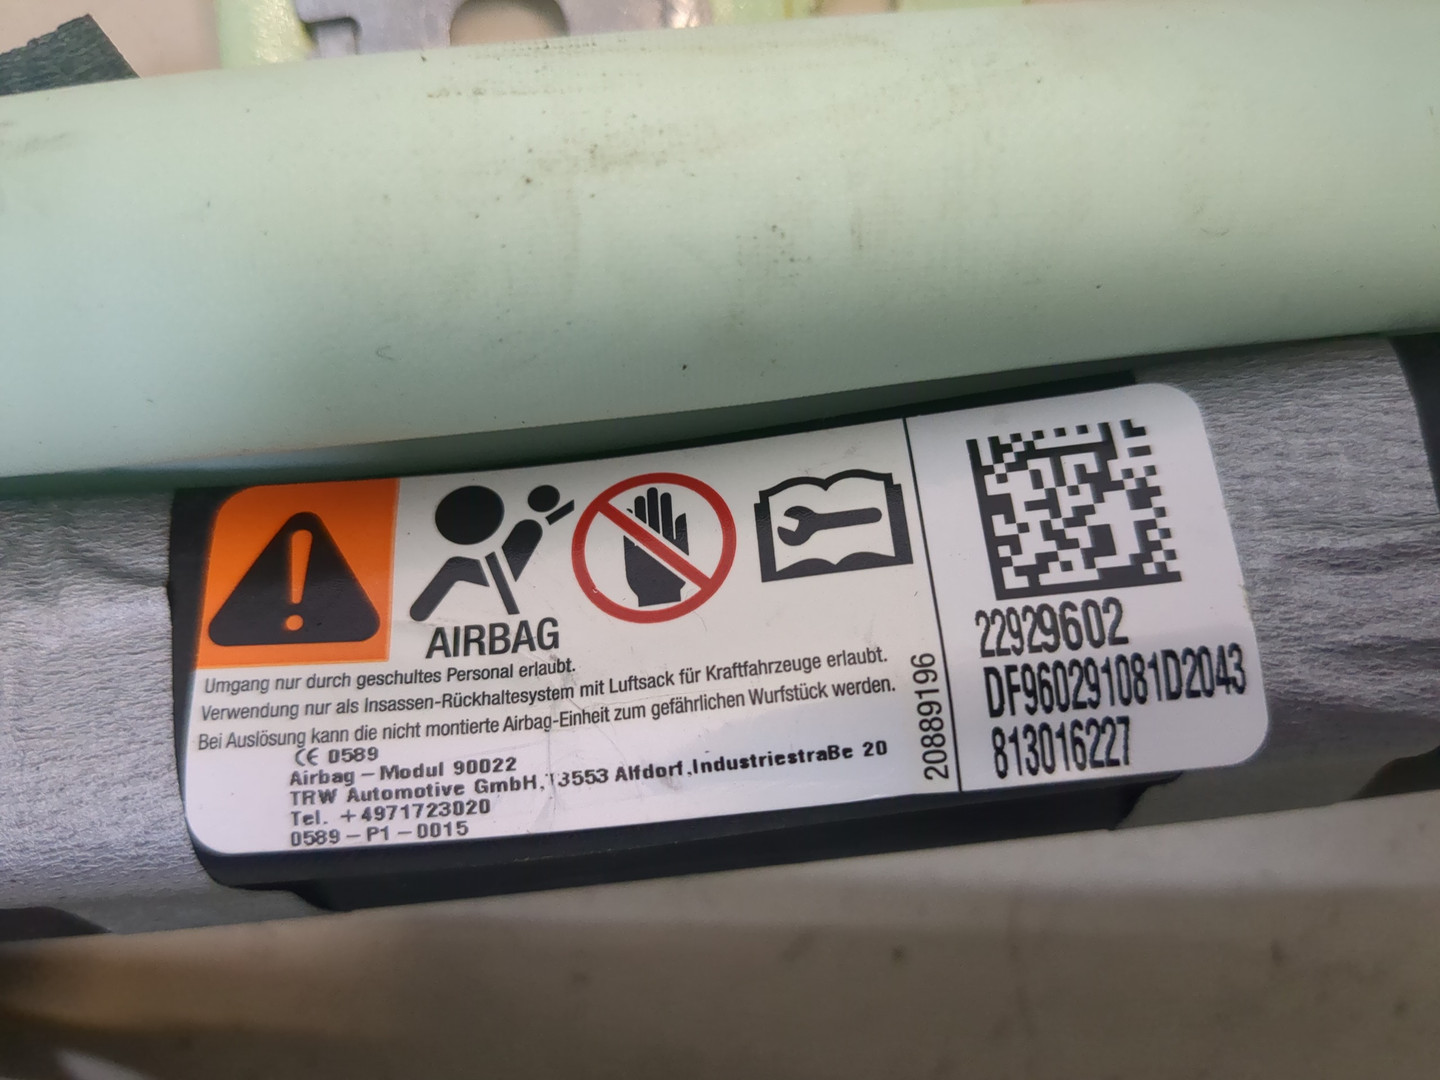 AIRBAG
Umgang nur durch geschultes Personal erlaubt.
Verwendung nur als Insassen-Rückhaltesystem mit Luftsack für Kraftfahrzeuge erlaubt.
Bei Auslösung kann die nicht montierte Airbag-Einheit zum gefährlichen Wurfstück werden.
CE 0589
Airbag – Modul 90022
TRW Automotive GmbH, 73553 Alfdorf, Industriestraße 20
Tel. +4971723020
0589 – P1 – 0015
20889196
22929602
DF960291081D2043
813016227